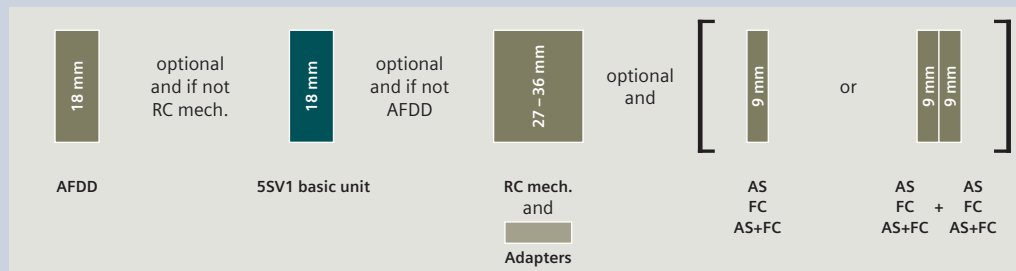 18 mm
optional
and if not
RC mech.
18 mm
optional
and if not
AFDD
27 – 36 mm
optional
and
9 mm
or
9 mm
9 mm
AFDD
5SV1 basic unit
RC mech.
and
Adapters
AS
FC
AS+FC
AS AS
FC + FC
AS+FC AS+FC